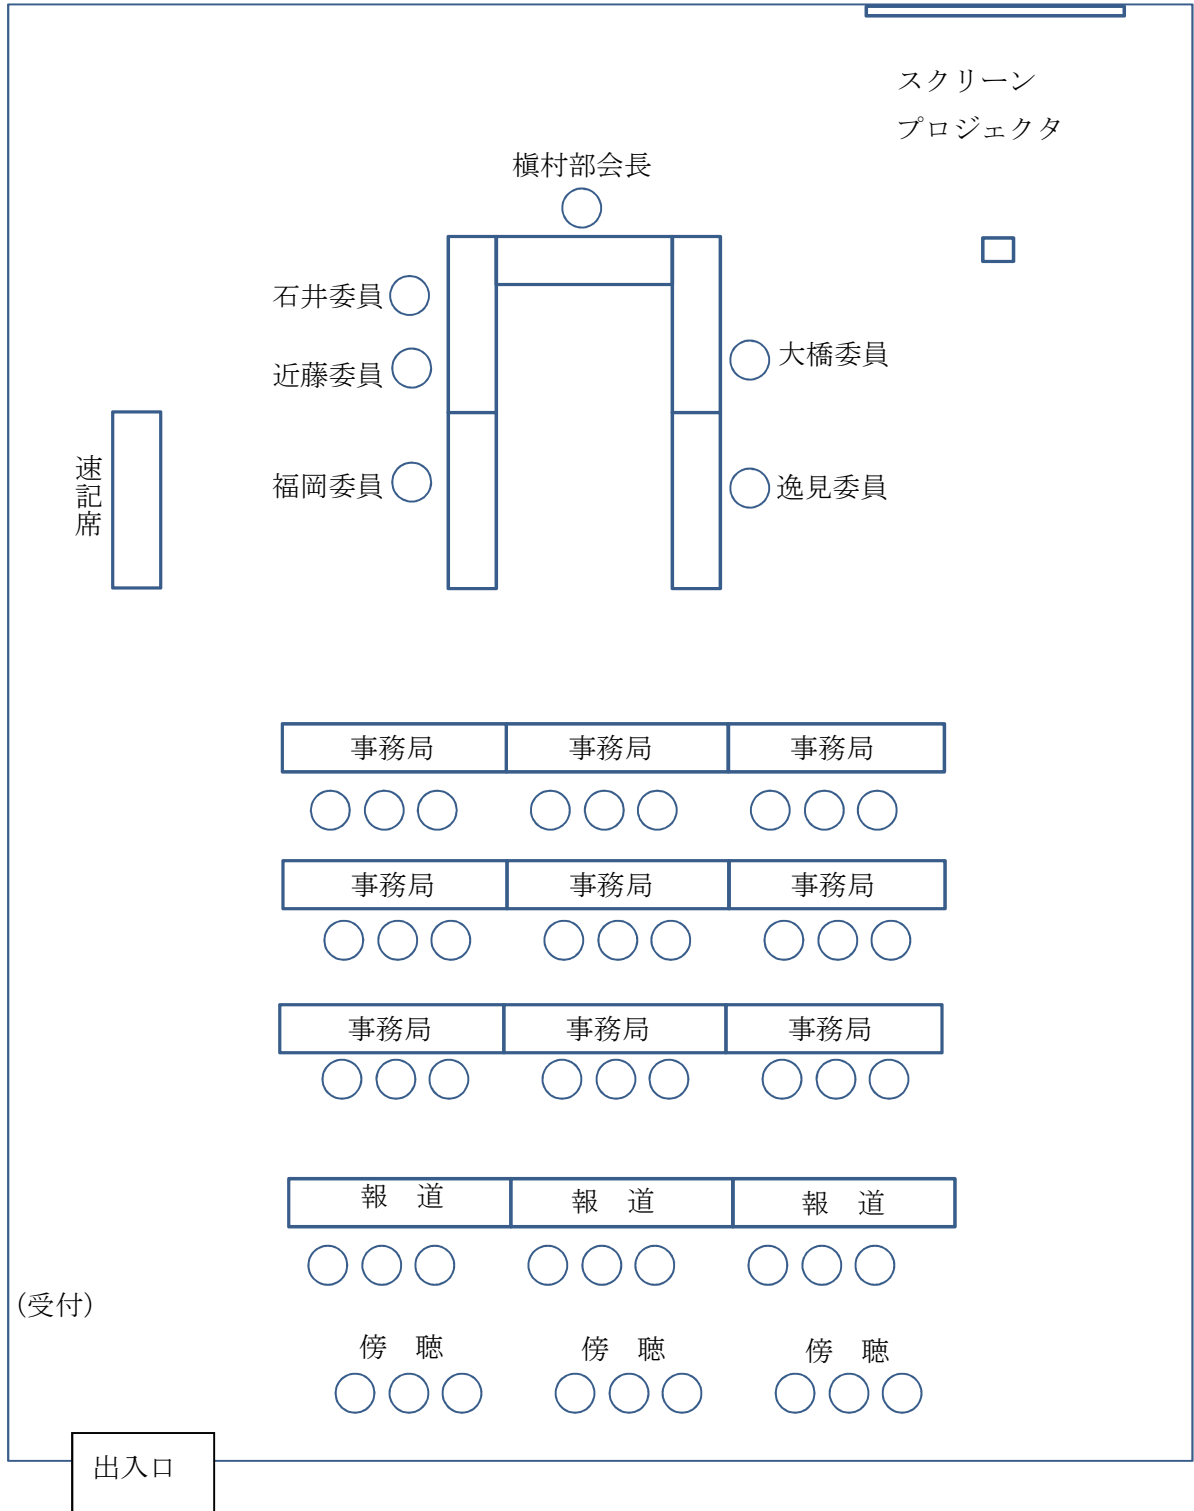 スクリーン
プロジェクタ
槇村部会長
石井委員
大橋委員
近藤委員
速記席
福岡委員
逸見委員
事務局 事務局 事務局
事務局 事務局 事務局
事務局 事務局 事務局
報　道 報　道 報　道
(受付)
傍　聴 傍　聴 傍　聴
出入口